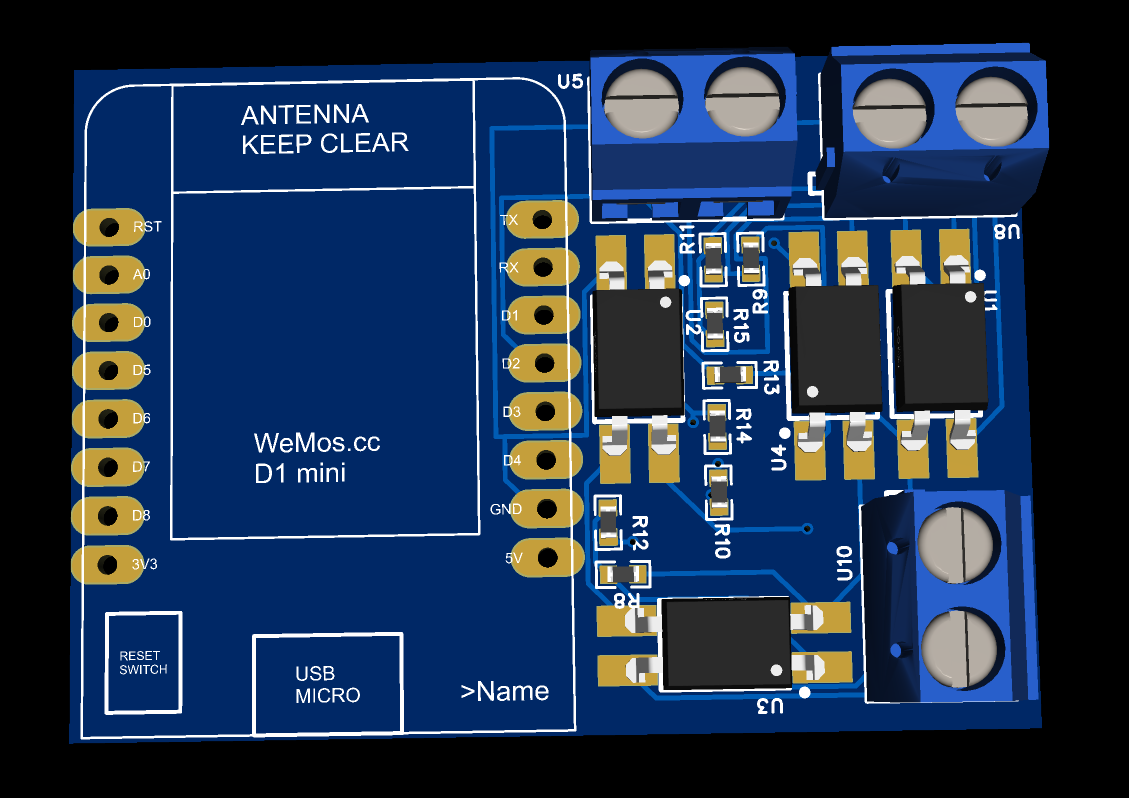 ANTENNA
KEEP CLEAR
RST
A0
D0
D5
D6
D7
D8
3V3
TX
RX
D1
D2
D3
D4
GND
5V
WeMos.cc
D1 mini
RESET
SWITCH
USB
MICRO
>Name
U5
U8
R11
R9
U2
R15
R13
R14
R10
U4
U1
R12
R8
U10
U3